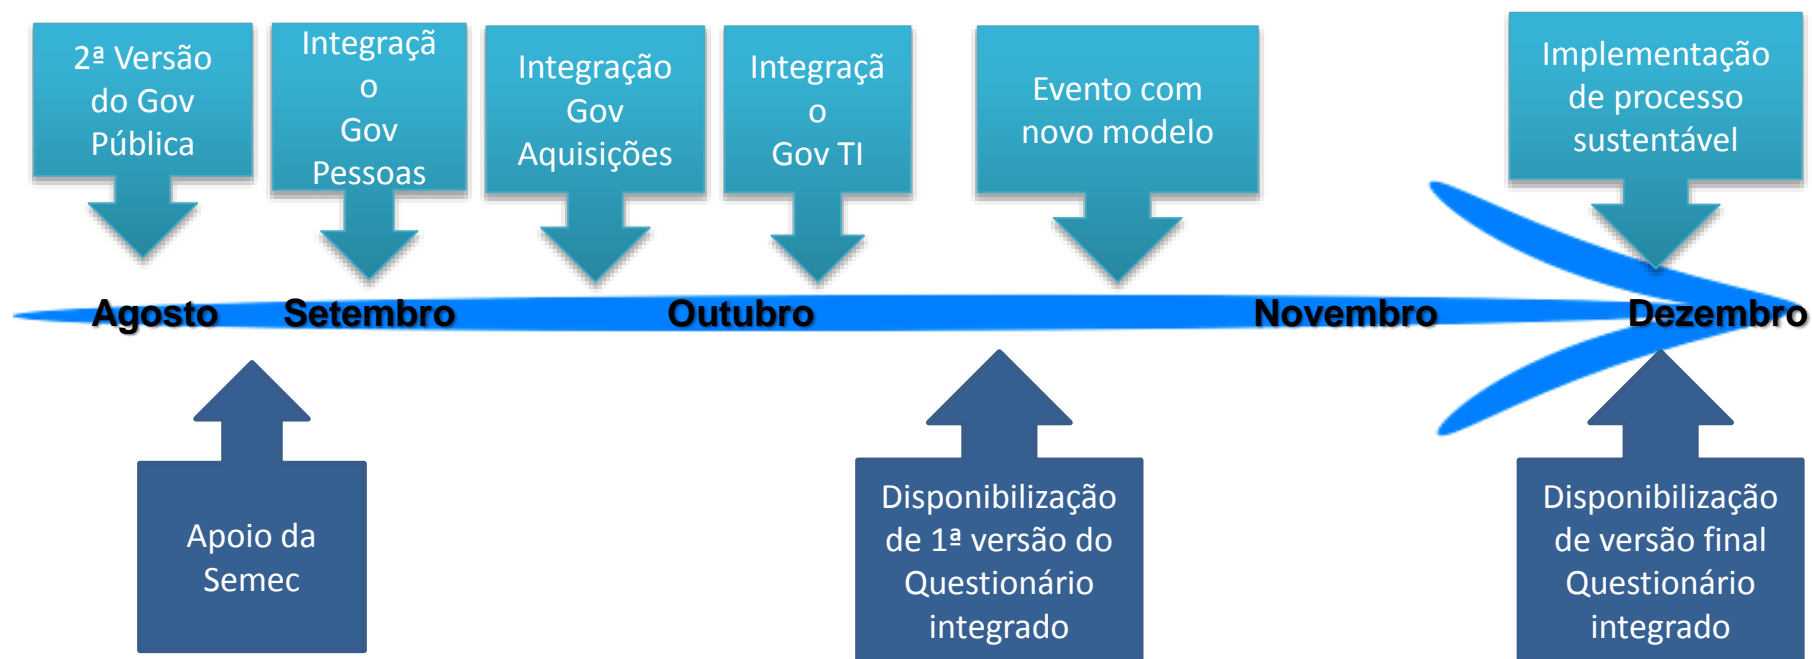 2ª Versão
do Gov
Pública
Integraçã
o
Gov
Pessoas
Integração
Gov
Aquisições
Integraçã
o
Gov TI
Evento com
novo modelo
Implementação
de processo
sustentável
Agosto
Setembro
Outubro
Novembro
Dezembro
Apoio da
Semec
Disponibilização
de 1ª versão do
Questionário
integrado
Disponibilização
de versão final
Questionário
integrado